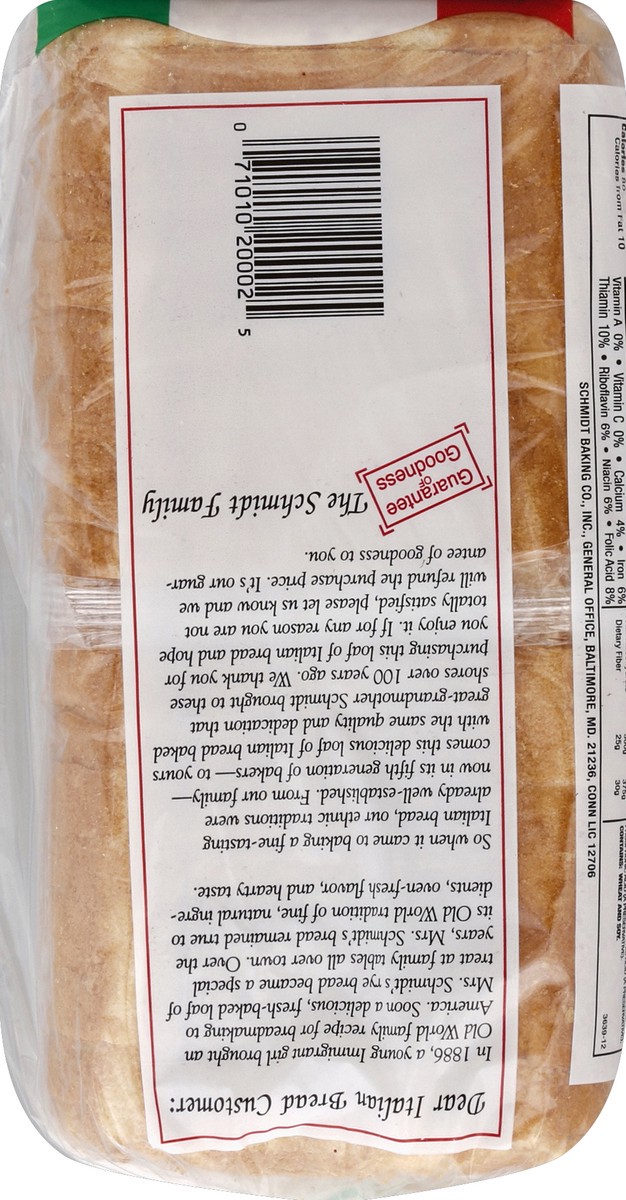 Dear Italian Bread Customer:
In 1886, a young Immigrant girl brought an
Old World family recipe for breadmaking to
America. Soon a delicious, fresh-baked loaf of
Mrs. Schmidt's rye bread became a special
treat at family tables all over town. Over the
years, Mrs. Schmidt's bread remained true to
its Old World tradition of fine, natural ingre-
dients, oven-fresh flavor, and hearty taste.
So when it came to baking a fine-tasting
Italian bread, our ethnic traditions were
already well-established. From our family—
now in its fifth generation of bakers— to yours
comes this delicious loaf of Italian bread baked
with the same quality and dedication that
great-grandmother Schmidt brought to these
shores over 100 years ago. We thank you for
purchasing this loaf of Italian bread and hope
you enjoy it. If for any reason you are not
totally satisfied, please let us know and we
will refund the purchase price. It's our guar-
antee of goodness to you.
The Schmidt Family
Guarantee
OF
Goodness
0 71010 20002 5
Calories from Fat 10
Vitamin A 0% • Vitamin C 0% • Calcium 4% • Iron 6%
Thiamin 10% • Riboflavin 6% • Niacin 6% • Folic Acid 8%
Dietary Fiber 25g 30g
CONTAINS: WHEAT AND SOY.
SCHMIDT BAKING CO., INC., GENERAL OFFICE, BALTIMORE, MD. 21236, CONN LIC 12706
3639-12